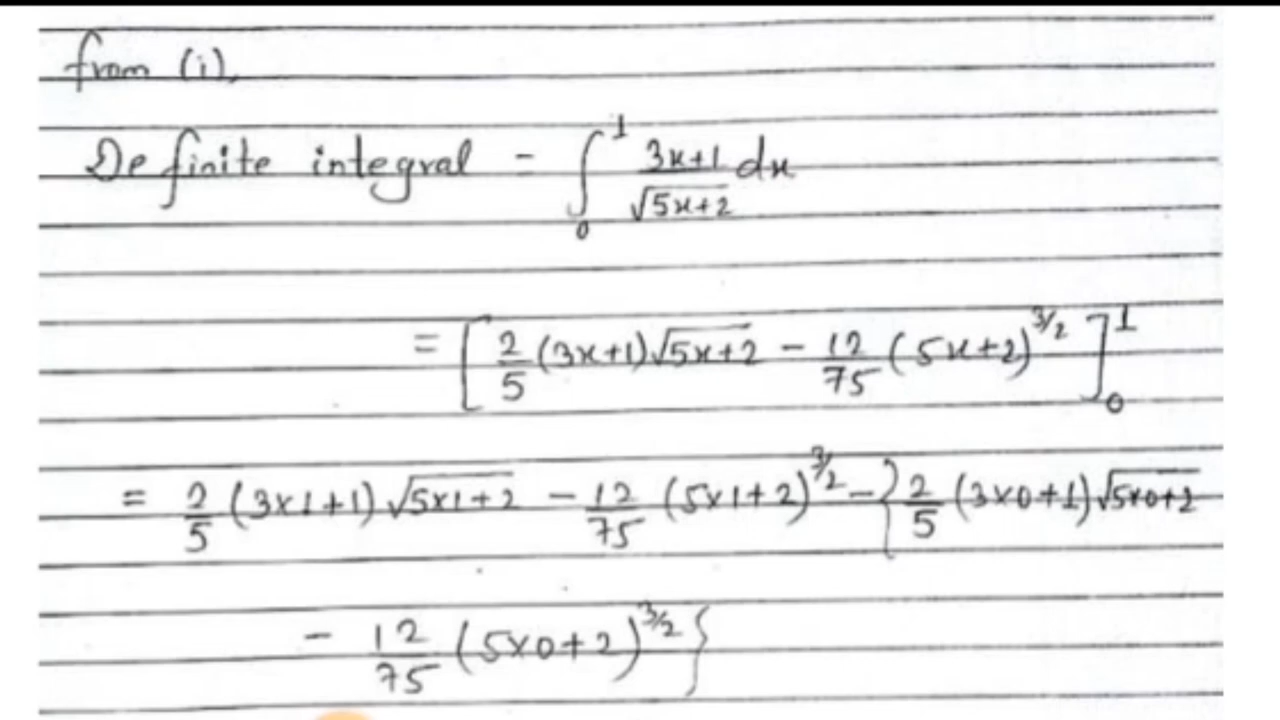 from (i),
Definite integral = ∫₀¹ (3x+1)/√(5x+2) dx
= [ 2/5 (3x+1)√(5x+2) - 12/75 (5x+2)^(3/2) ]₀¹
= 2/5 (3×1+1) √(5×1+2) - 12/75 (5×1+2)^(3/2) - { 2/5 (3×0+1) √(5×0+2)
- 12/75 (5×0+2)^(3/2) }